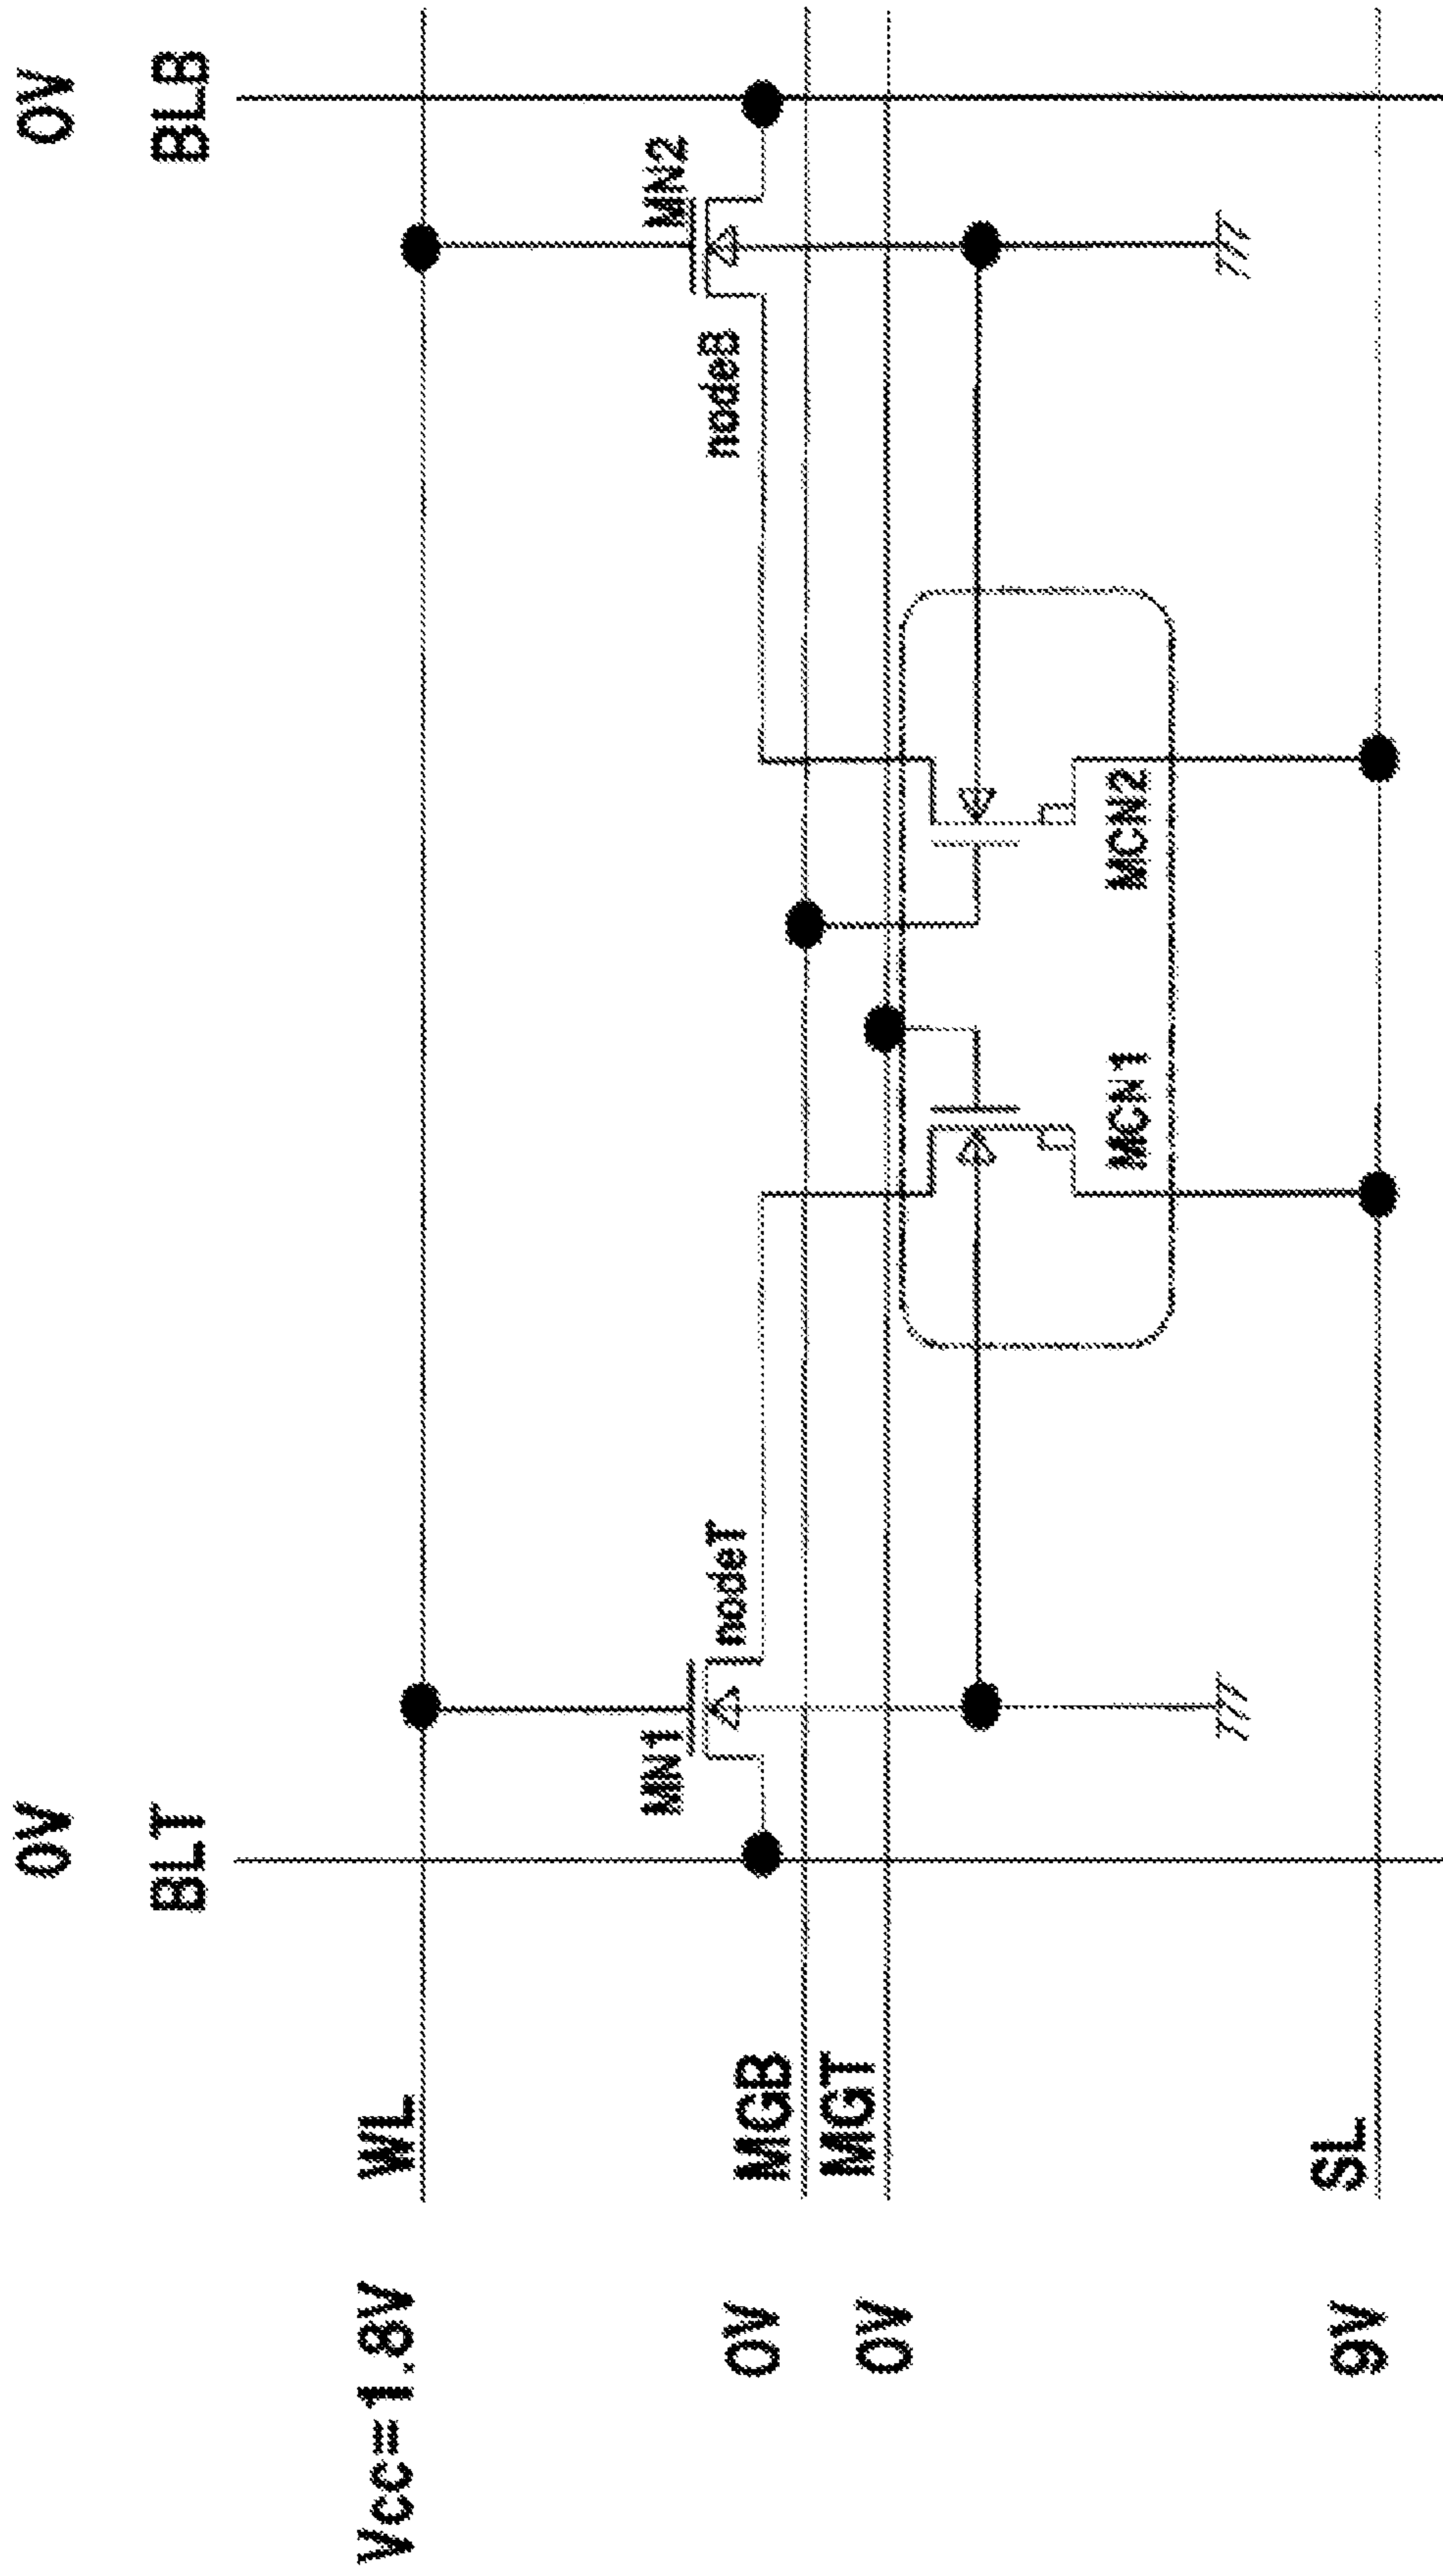 0V
0V
BLT
BLB
Vcc=1.8V
WL
MN1
MN2
nodeT
nodeB
0V
MGB
0V
MGT
MCN1
MCN2
9V
SL